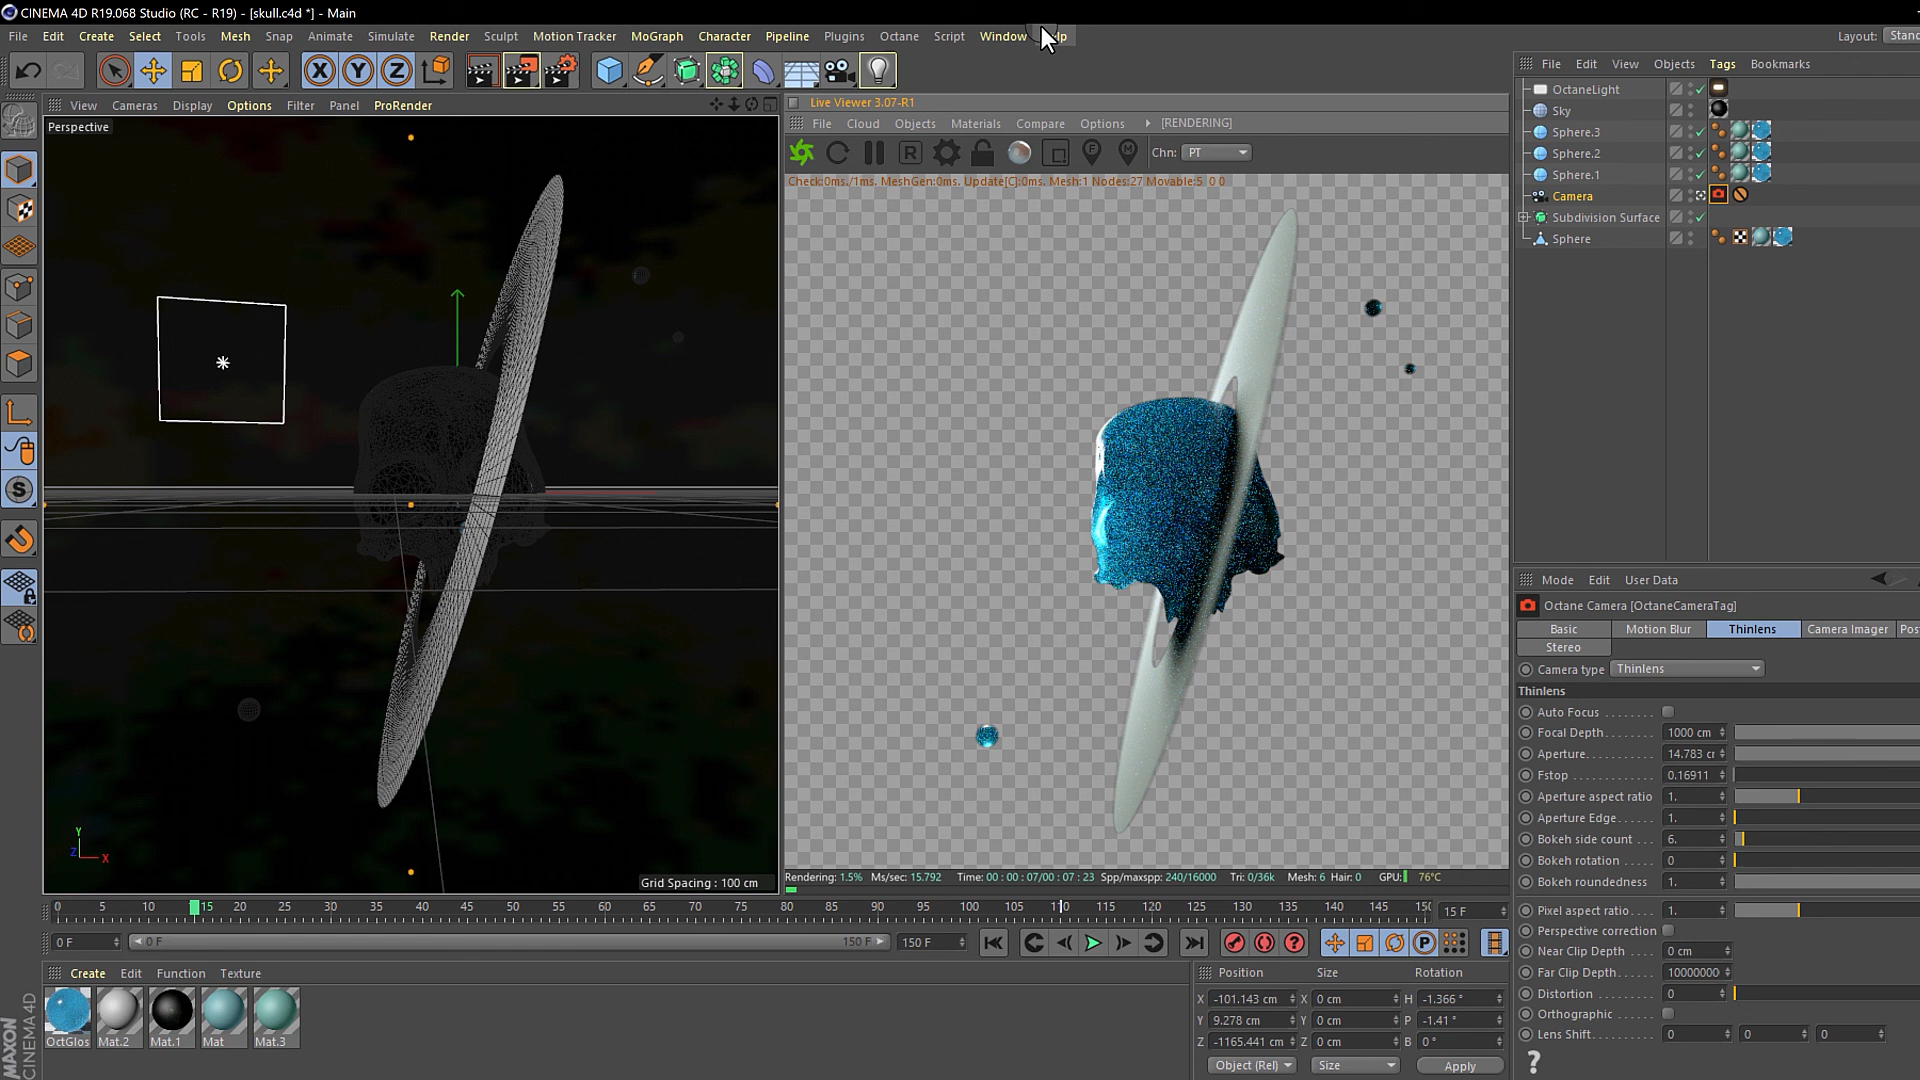 CINEMA 4D R19.068 Studio (RC - R19) - [skull.c4d *] - Main
File Edit Create Select Tools Mesh Snap Animate Simulate Render Sculpt Motion Tracker MoGraph Character Pipeline Plugins Octane Script Window
Layout: Stand
View Cameras Display Options Filter Panel ProRender
Perspective
Grid Spacing : 100 cm
Y
Z
X
Live Viewer 3.07-R1
File Cloud Objects Materials Compare Options [RENDERING]
Chn: PT
Check:0ms./1ms. MeshGen:0ms. Update[C]:0ms. Mesh:1 Nodes:27 Movable:5 0 0
Rendering: 1.5% Ms/sec: 15.792 Time: 00 : 00 : 07/00 : 07 : 23 Spp/maxspp: 240/16000 Tri: 0/36k Mesh: 6 Hair: 0 GPU: 76°C
File Edit View Objects Tags Bookmarks
OctaneLight
Sky
Sphere.3
Sphere.2
Sphere.1
Camera
Subdivision Surface
Sphere
Mode Edit User Data
Octane Camera [OctaneCameraTag]
Basic Motion Blur Thinlens Camera Imager Pos
Stereo
Camera type Thinlens
Thinlens
Auto Focus
Focal Depth 1000 cm
Aperture 14.783 cr
Fstop 0.16911
Aperture aspect ratio 1.
Aperture Edge 1.
Bokeh side count 6.
Bokeh rotation 0
Bokeh roundedness 1.
Pixel aspect ratio 1.
Perspective correction
Near Clip Depth 0 cm
Far Clip Depth 10000000
Distortion 0
Orthographic
Lens Shift 0 0 0
0 5 10 15 20 25 30 35 40 45 50 55 60 65 70 75 80 85 90 95 100 105 110 115 120 125 130 135 140 145 150
15 F
0 F 0 F 150 F 150 F
Create Edit Function Texture
OctGlos Mat.2 Mat.1 Mat Mat.3
Position Size Rotation
X -101.143 cm X 0 cm H -1.366 °
Y 9.278 cm Y 0 cm P -1.41 °
Z -1165.441 cm Z 0 cm B 0 °
Object (Rel) Size Apply
MAXON
CINEMA 4D